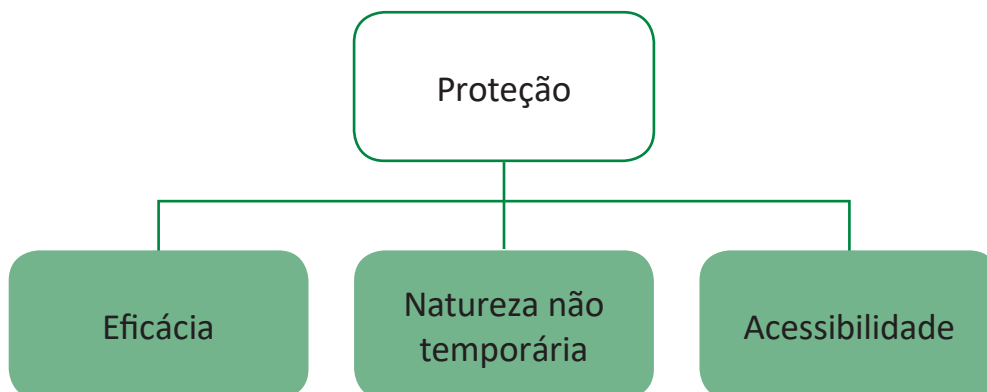 Proteção
Eficácia
Natureza não
temporária
Acessibilidade